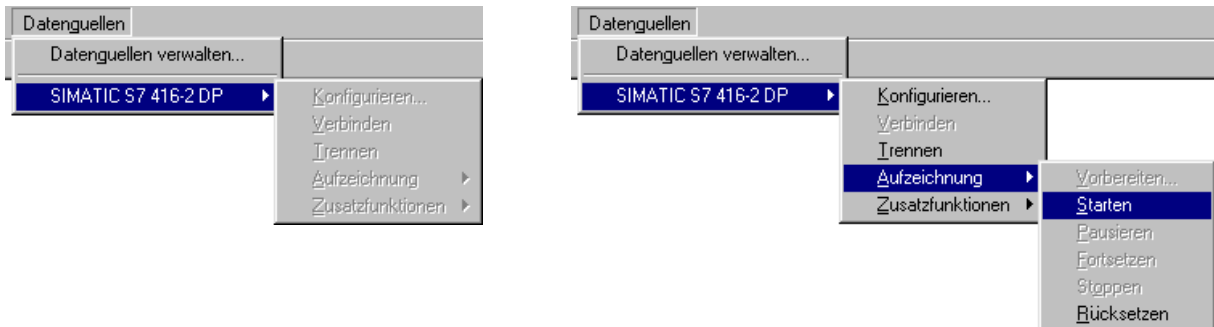 Datenquellen
Datenquellen verwalten...
SIMATIC S7 416-2 DP
Konfigurieren...
Verbinden
Trennen
Aufzeichnung
Zusatzfunktionen
Datenquellen
Datenquellen verwalten...
SIMATIC S7 416-2 DP
Konfigurieren...
Verbinden
Trennen
Aufzeichnung
Zusatzfunktionen
Vorbereiten...
Starten
Pausieren
Fortsetzen
Stoppen
Rücksetzen